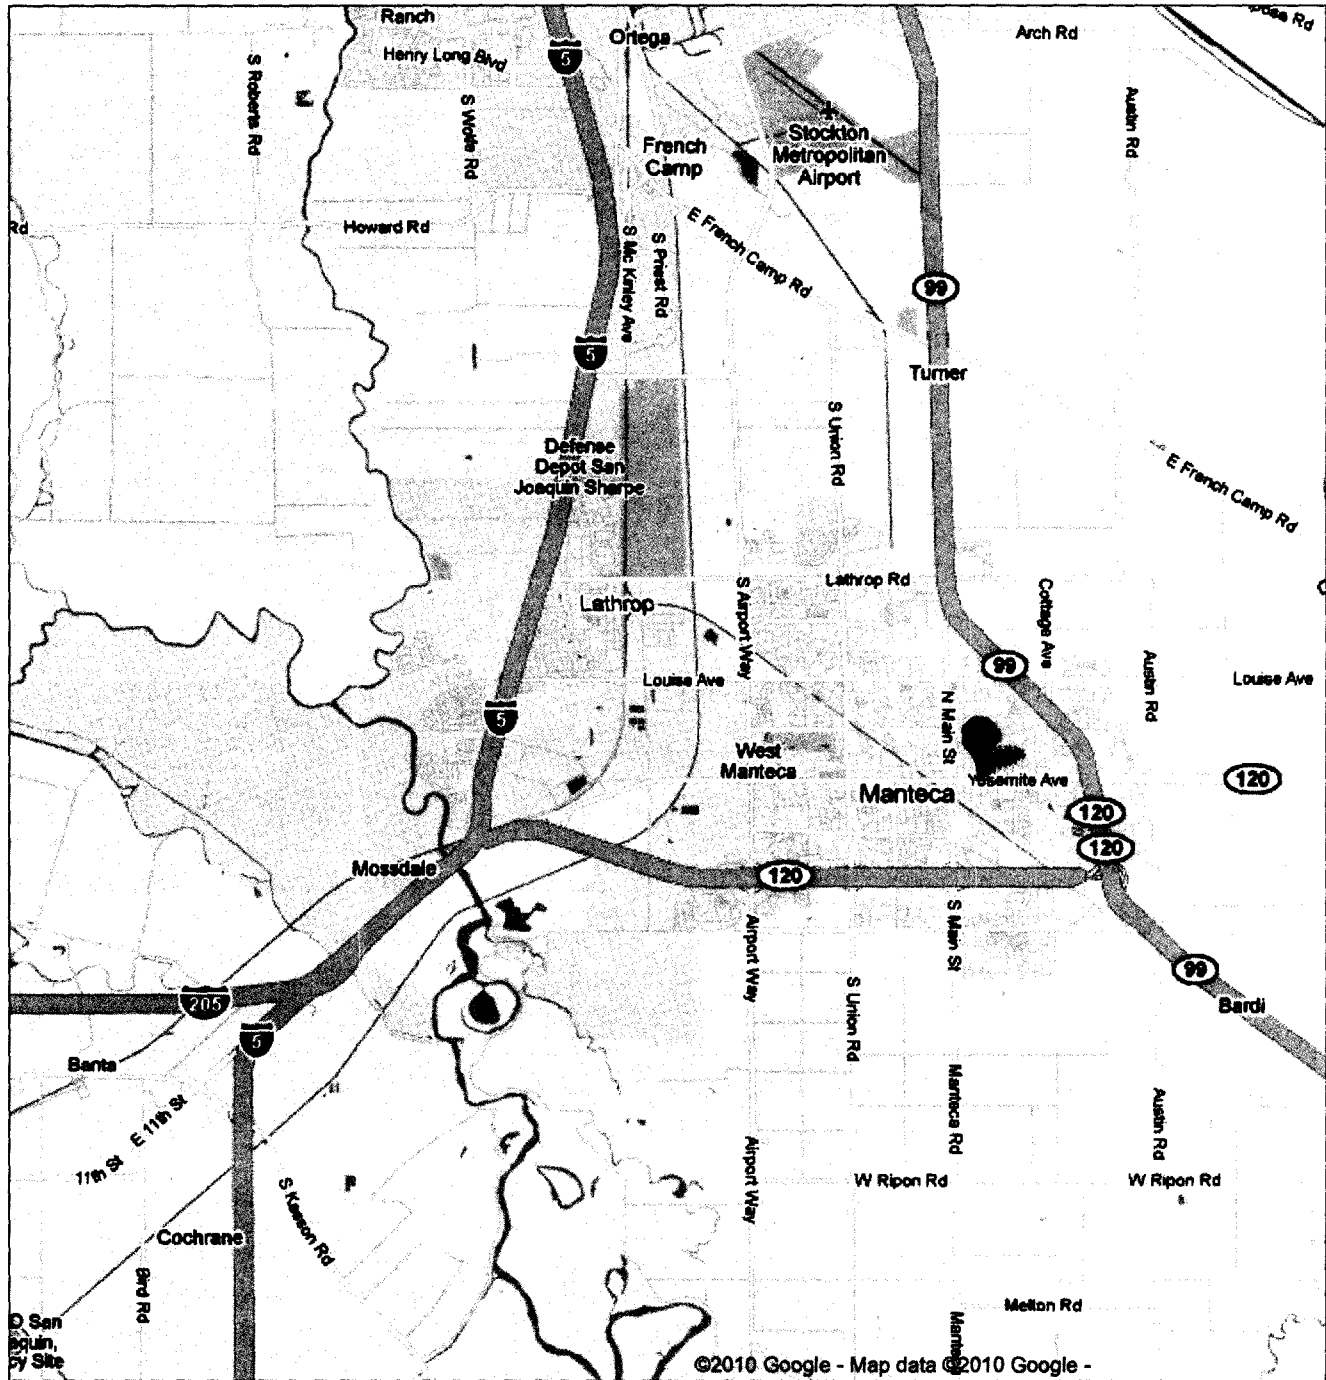 Ranch
Ortega
Arch Rd
Henry Long Blvd
5
S Roberts Rd
S Wolfe Rd
Austin Rd
French
Camp
Stockton
Metropolitan
Airport
Rd
Howard Rd
S Mc Kinley Ave
S Priest Rd
E French Camp Rd
99
5
Turner
S Union Rd
Defense
Depot San
Joaquin Sharpe
E French Camp Rd
Lathrop Rd
Lathrop
S Airport Way
Cottage Ave
99
Louise Ave
Austin Rd
Louise Ave
5
N Main St
West
Manteca
Yosemite Ave
120
Manteca
120
120
Mossdale
120
Airport Way
S Main St
99
205
S Union Rd
Bardi
5
Banta
E 11th St
Manteca Rd
Austin Rd
11th St
Airport Way
W Ripon Rd
W Ripon Rd
S Kasson Rd
Cochrane
Bird Rd
Melton Rd
D San
aquin,
cy Site
©2010 Google - Map data ©2010 Google -